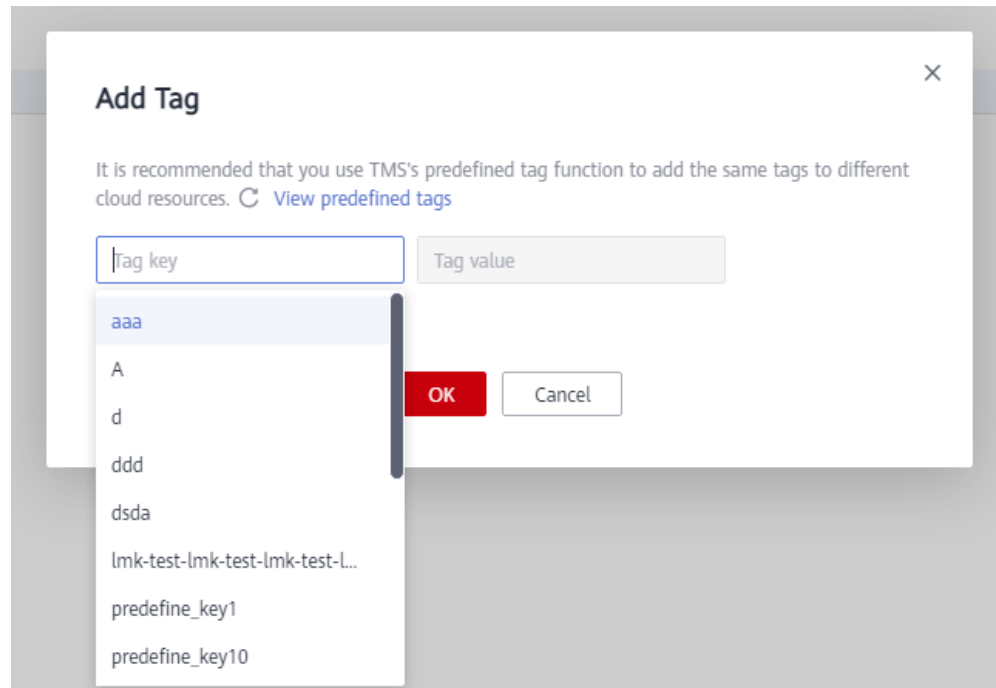 Add Tag
It is recommended that you use TMS's predefined tag function to add the same tags to different
cloud resources. View predefined tags
Tag key Tag value
aaa
A
d
ddd
dsda
lmk-test-lmk-test-lmk-test-l...
predefine_key1
predefine_key10
OK Cancel